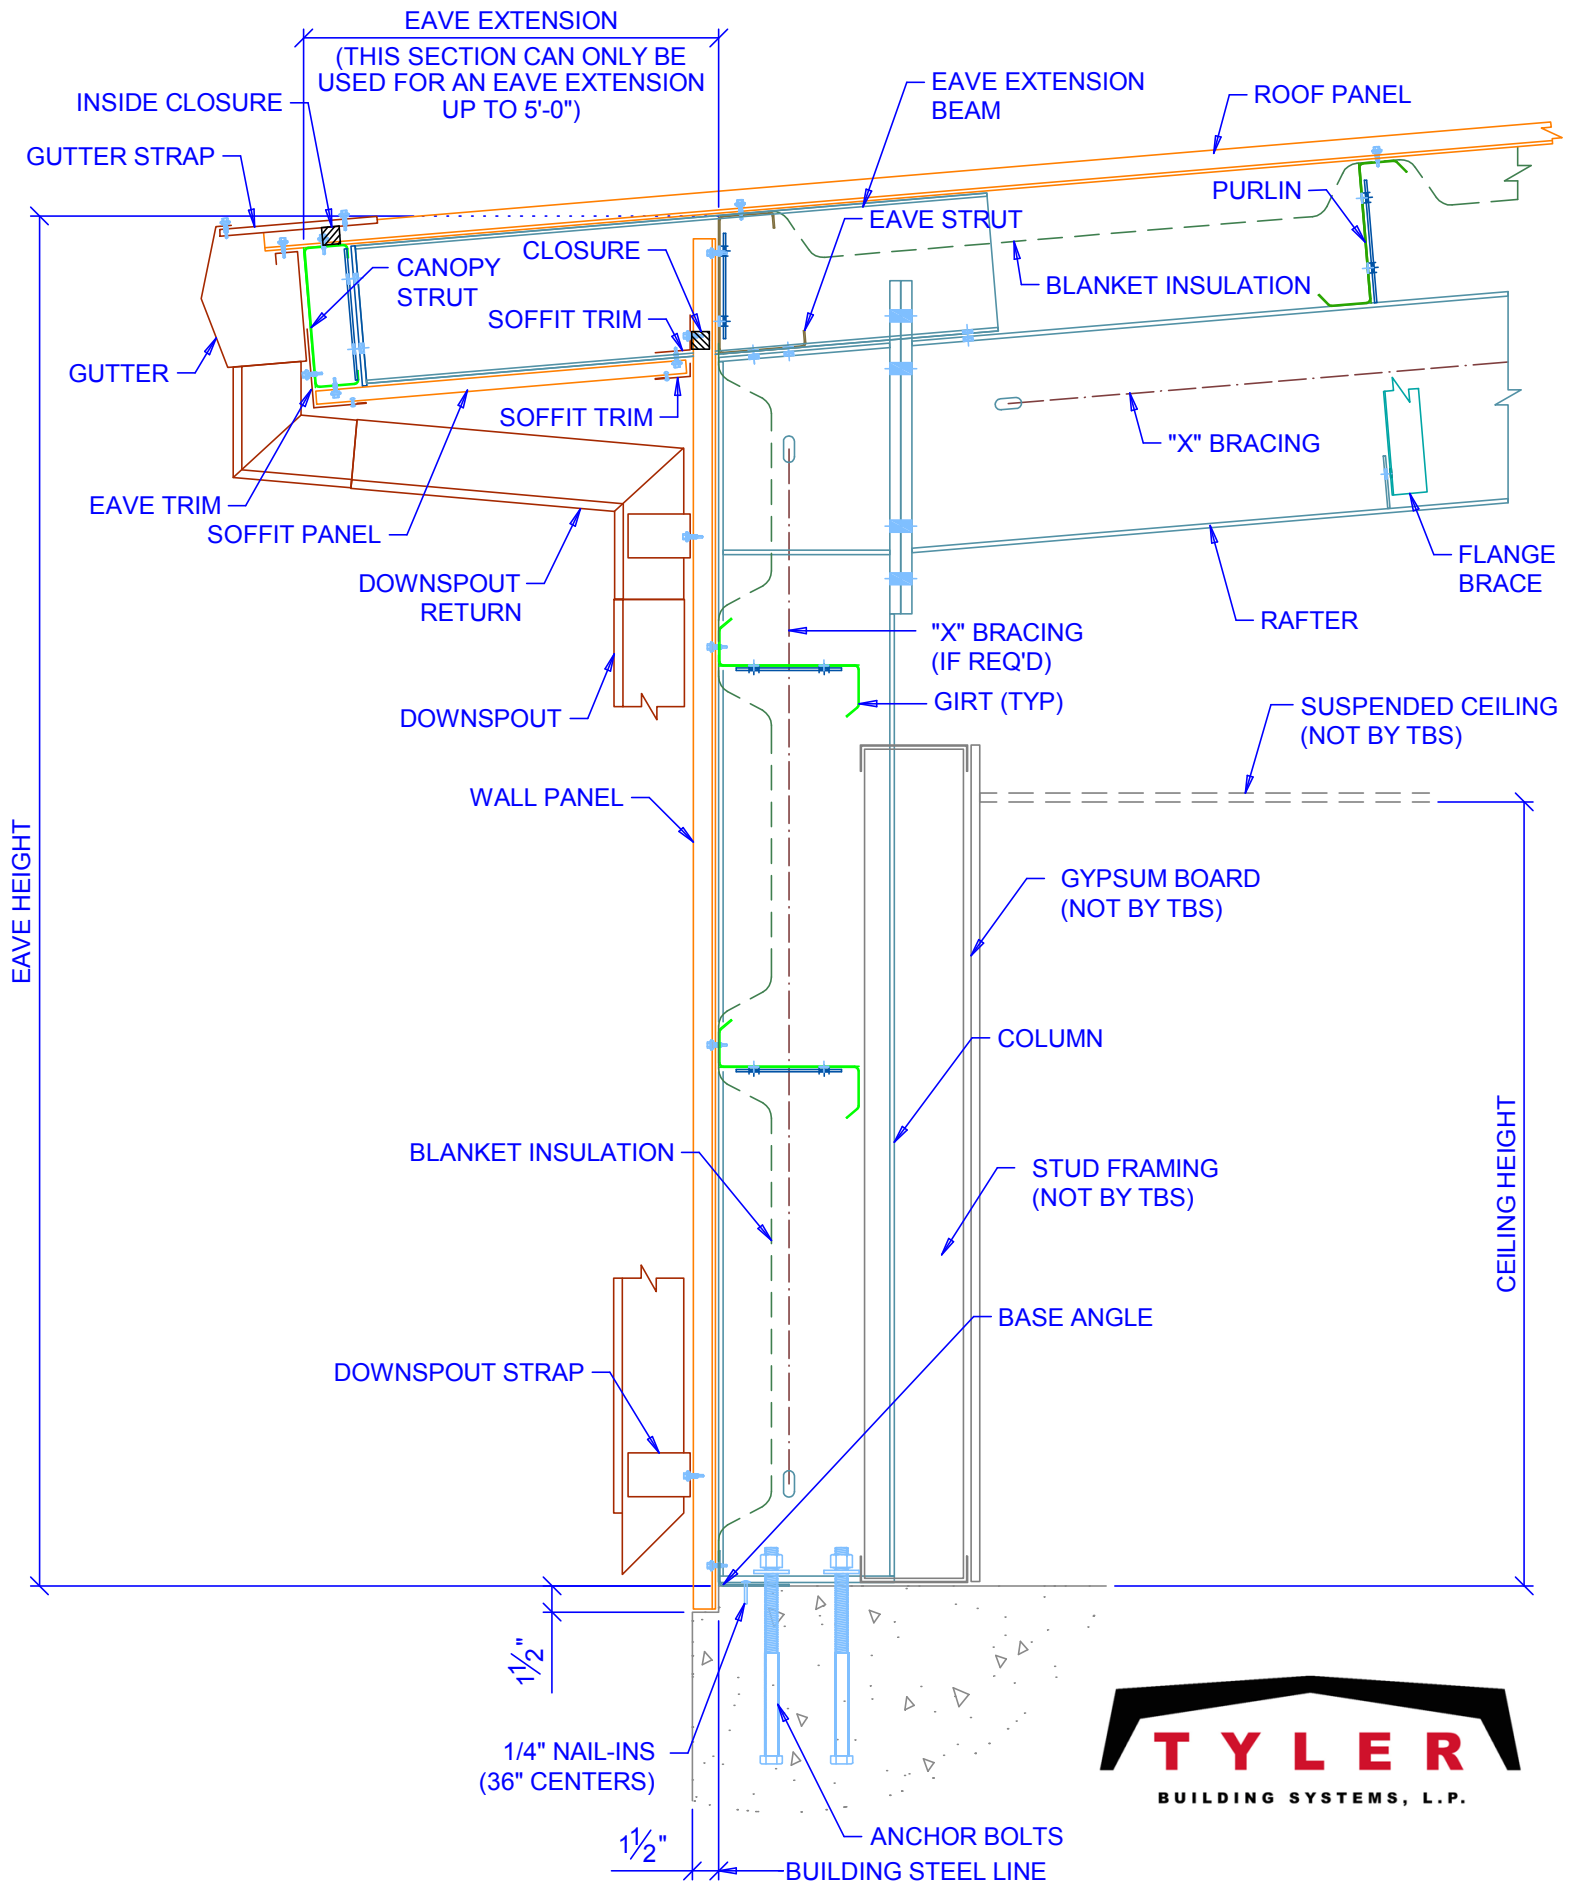 EAVE EXTENSION
(THIS SECTION CAN ONLY BE
USED FOR AN EAVE EXTENSION
UP TO 5'-0")
INSIDE CLOSURE
GUTTER STRAP
EAVE EXTENSION
BEAM
ROOF PANEL
PURLIN
EAVE STRUT
CLOSURE
CANOPY
STRUT
BLANKET INSULATION
SOFFIT TRIM
GUTTER
SOFFIT TRIM
"X" BRACING
EAVE TRIM
SOFFIT PANEL
DOWNSPOUT
RETURN
FLANGE
BRACE
RAFTER
"X" BRACING
(IF REQ'D)
GIRT (TYP)
DOWNSPOUT
SUSPENDED CEILING
(NOT BY TBS)
WALL PANEL
EAVE HEIGHT
GYPSUM BOARD
(NOT BY TBS)
COLUMN
BLANKET INSULATION
STUD FRAMING
(NOT BY TBS)
CEILING HEIGHT
BASE ANGLE
DOWNSPOUT STRAP
1 1/2"
1/4" NAIL-INS
(36" CENTERS)
TYLER
BUILDING SYSTEMS, L.P.
ANCHOR BOLTS
1 1/2"
BUILDING STEEL LINE